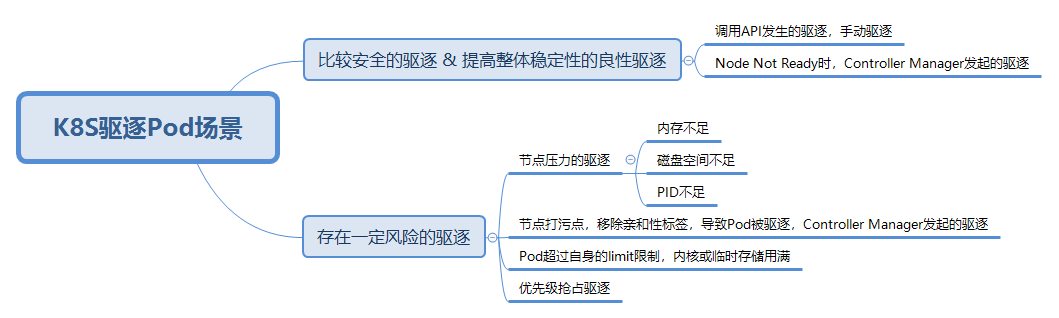 K8S驱逐Pod场景
比较安全的驱逐 & 提高整体稳定性的良性驱逐
调用API发生的驱逐，手动驱逐
Node Not Ready时，Controller Manager发起的驱逐
存在一定风险的驱逐
节点压力的驱逐
内存不足
磁盘空间不足
PID不足
节点打污点，移除亲和性标签，导致Pod被驱逐，Controller Manager发起的驱逐
Pod超过自身的limit限制，内核或临时存储用满
优先级抢占驱逐